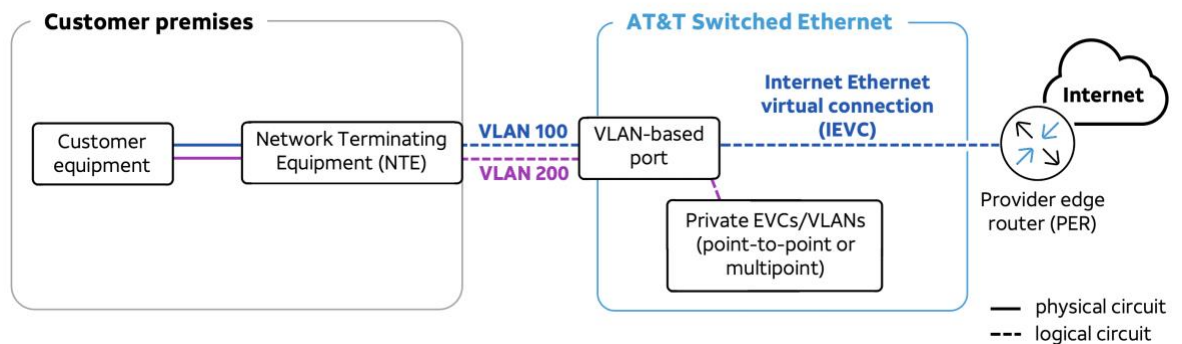 Customer premises
AT&T Switched Ethernet
Internet Ethernet
virtual connection
(IEVC)
Internet
Customer
equipment
Network Terminating
Equipment (NTE)
VLAN 100
VLAN 200
VLAN-based
port
Provider edge
router (PER)
Private EVCs/VLANs
(point-to-point or
multipoint)
physical circuit
logical circuit